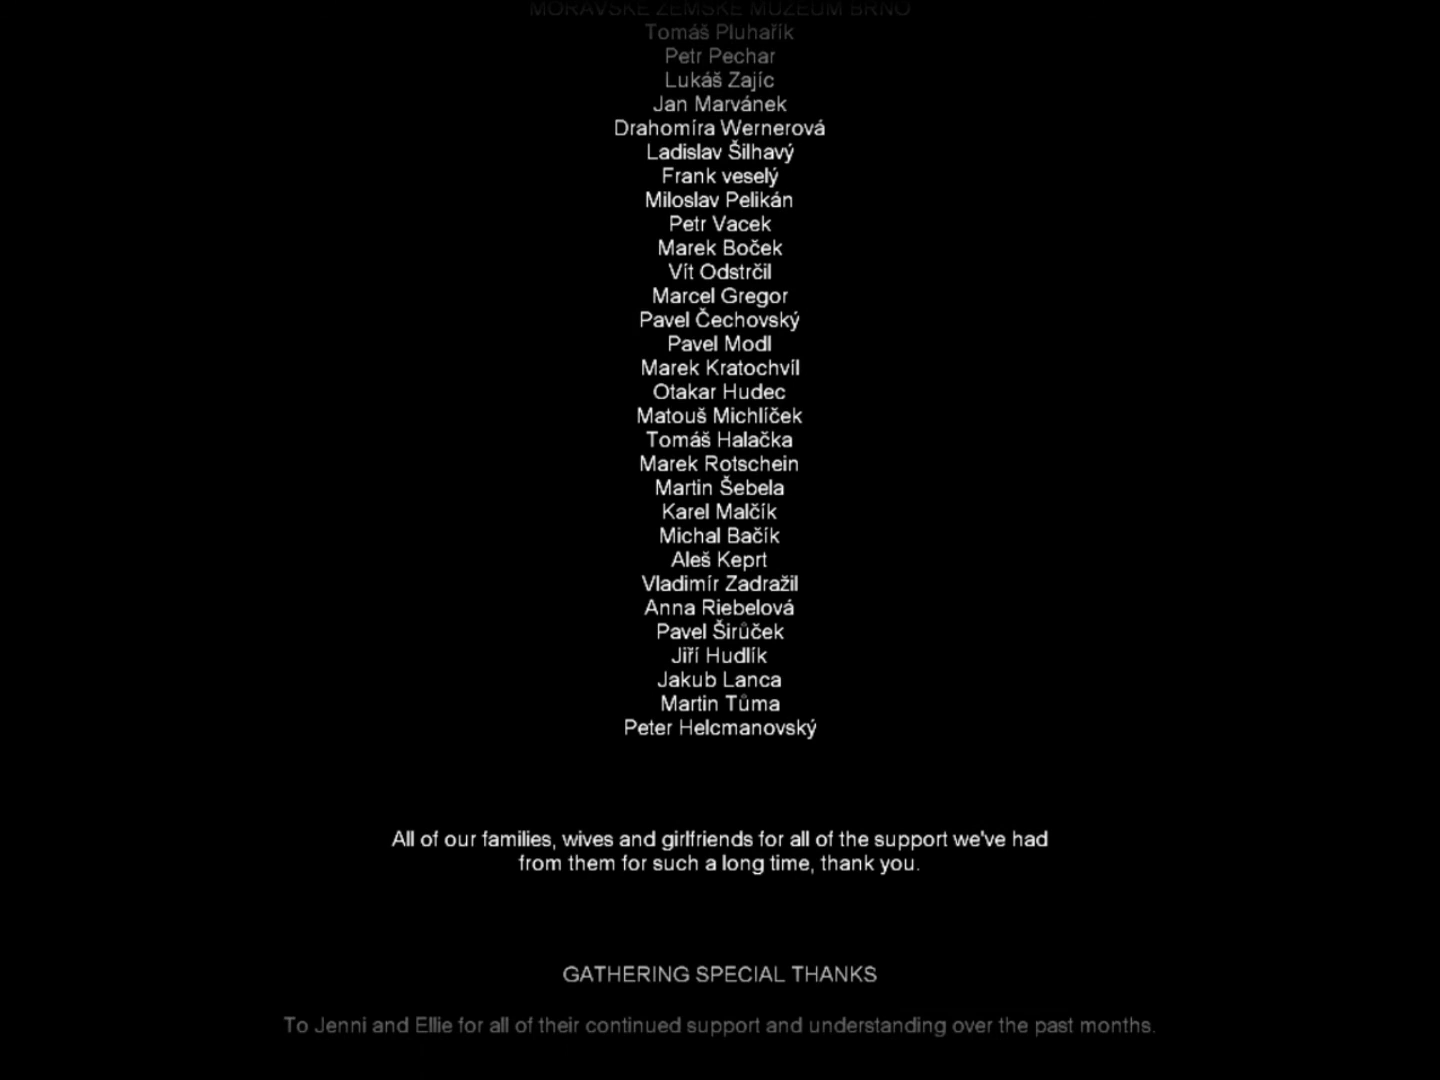 MORAVSKÉ ZEMSKÉ MUZEUM BRNO
Tomáš Pluhařík
Petr Pechar
Lukáš Zajíc
Jan Marvánek
Drahomíra Wernerová
Ladislav Šilhavý
Frank veselý
Miloslav Pelikán
Petr Vacek
Marek Boček
Vít Odstrčil
Marcel Gregor
Pavel Čechovský
Pavel Modl
Marek Kratochvíl
Otakar Hudec
Matouš Michlíček
Tomáš Halačka
Marek Rotschein
Martin Šebela
Karel Malčík
Michal Bačík
Aleš Keprt
Vladimír Zadražil
Anna Riebelová
Pavel Širůček
Jiří Hudlík
Jakub Lanca
Martin Tůma
Peter Helcmanovský
All of our families, wives and girlfriends for all of the support we've had
from them for such a long time, thank you.
GATHERING SPECIAL THANKS
To Jenni and Ellie for all of their continued support and understanding over the past months.